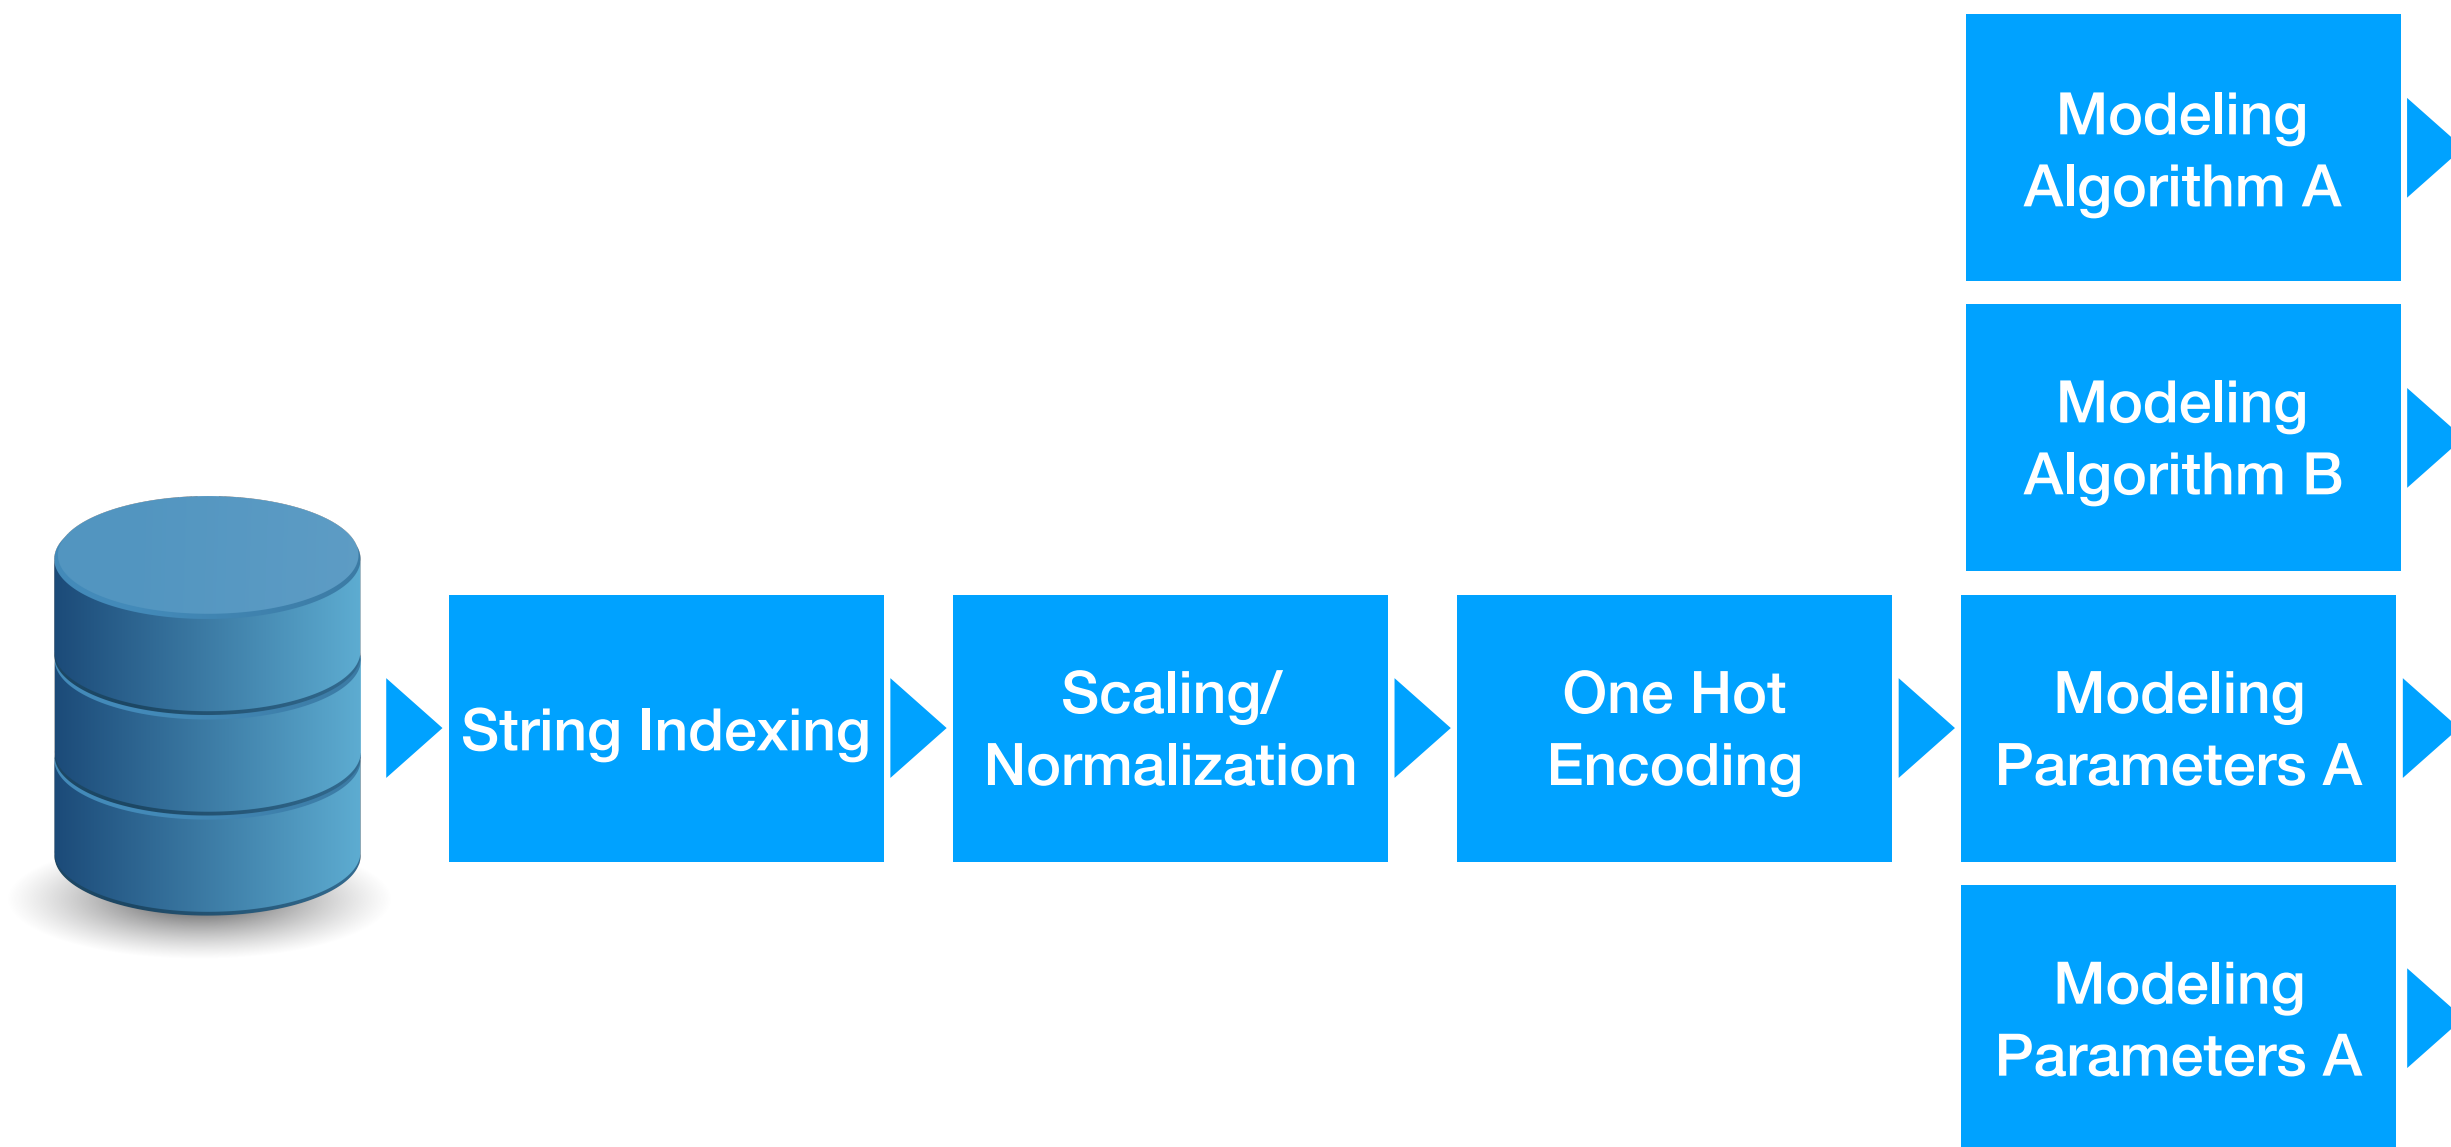 Modeling
Algorithm A
Modeling
Algorithm B
String Indexing
Scaling/
Normalization
One Hot
Encoding
Modeling
Parameters A
Modeling
Parameters A